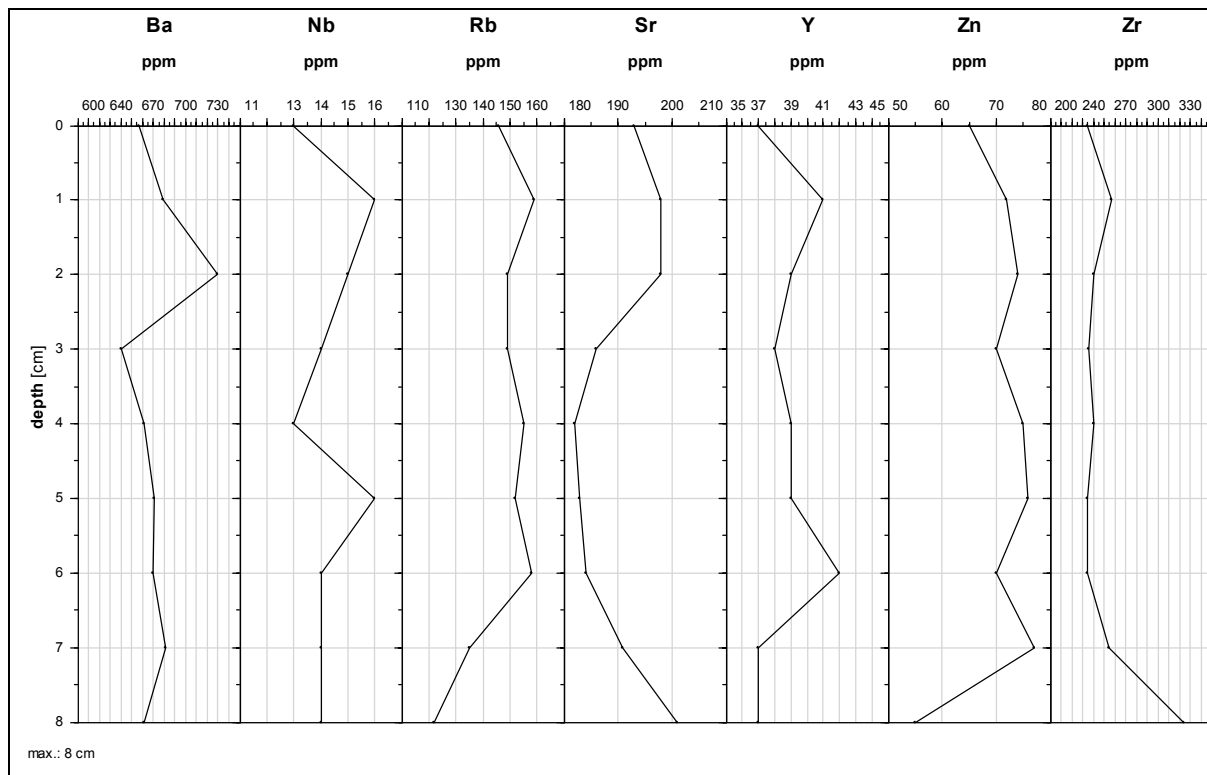 Ba Nb Rb Sr Y Zn Zr
ppm ppm ppm ppm ppm ppm ppm
600 640 670 700 730 11 13 14 15 16 110 130 140 150 160 180 190 200 210 35 37 39 41 43 45 50 60 70 80 200 240 270 300 330
0
1
2
3
4
5
6
7
8
depth [cm]
max.: 8 cm